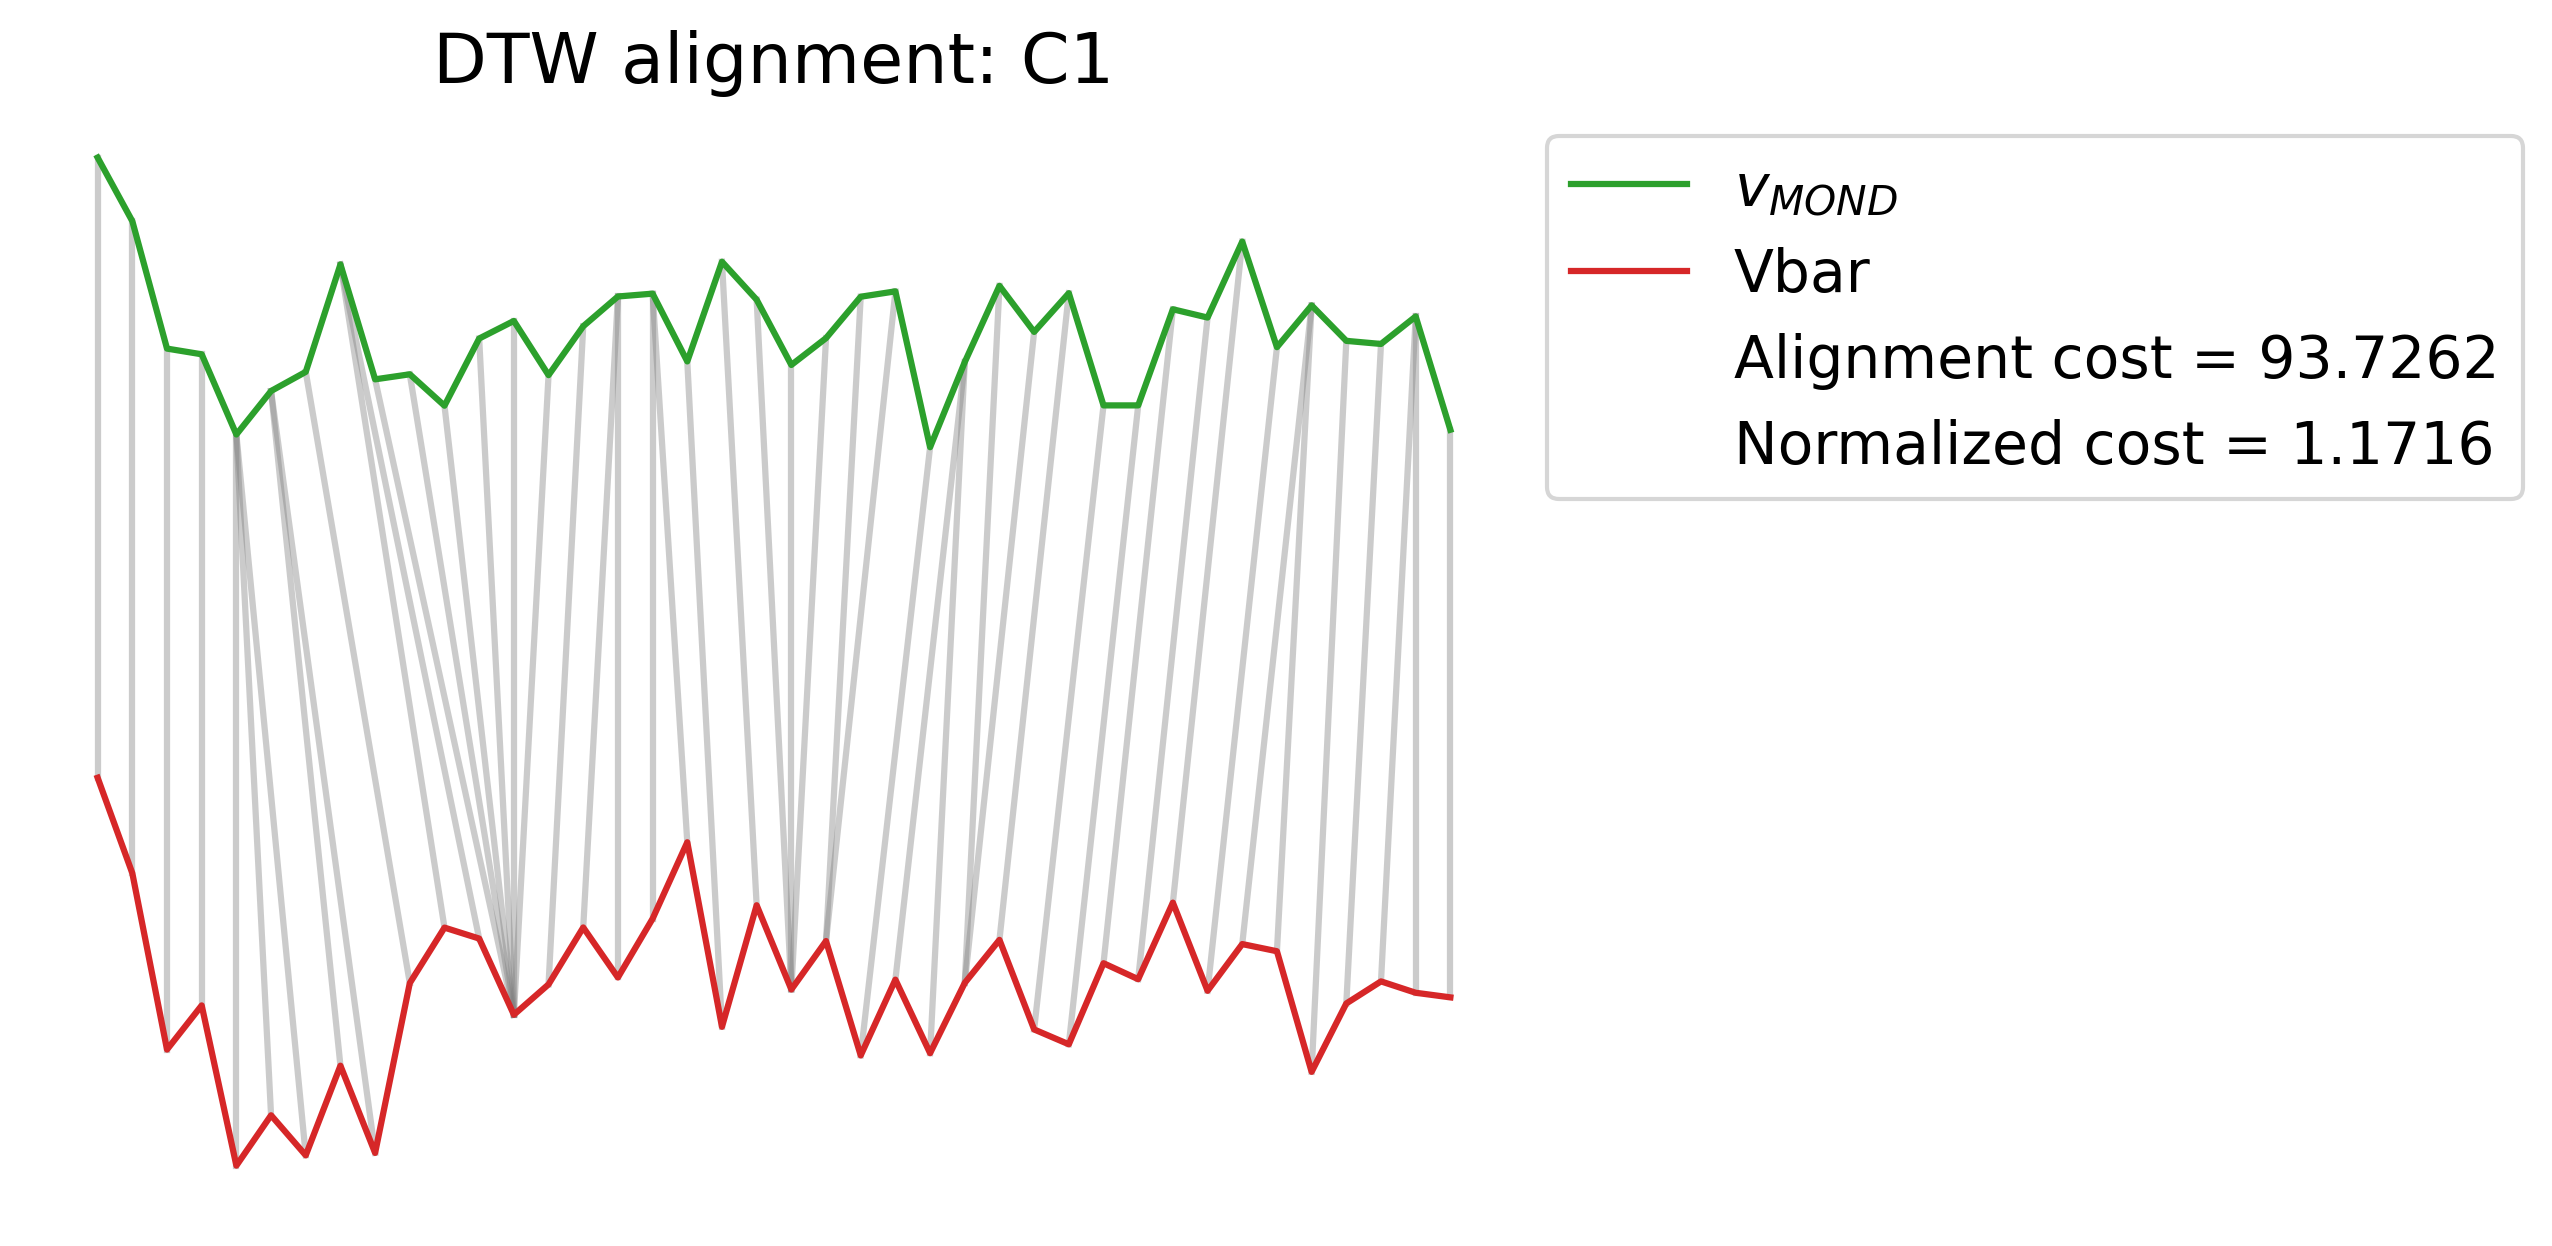 DTW alignment: C1
v_MOND
Vbar
Alignment cost = 93.7262
Normalized cost = 1.1716